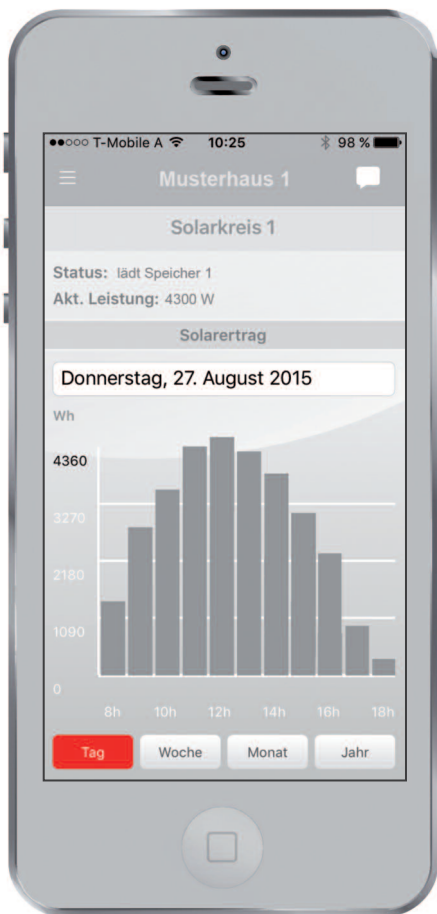 ●●○○○ T-Mobile A 10:25 98 %
Musterhaus 1
Solarkreis 1
Status: lädt Speicher 1
Akt. Leistung: 4300 W
Solarertrag
Donnerstag, 27. August 2015
Wh
4360
3270
2180
1090
0
8h 10h 12h 14h 16h 18h
Tag Woche Monat Jahr